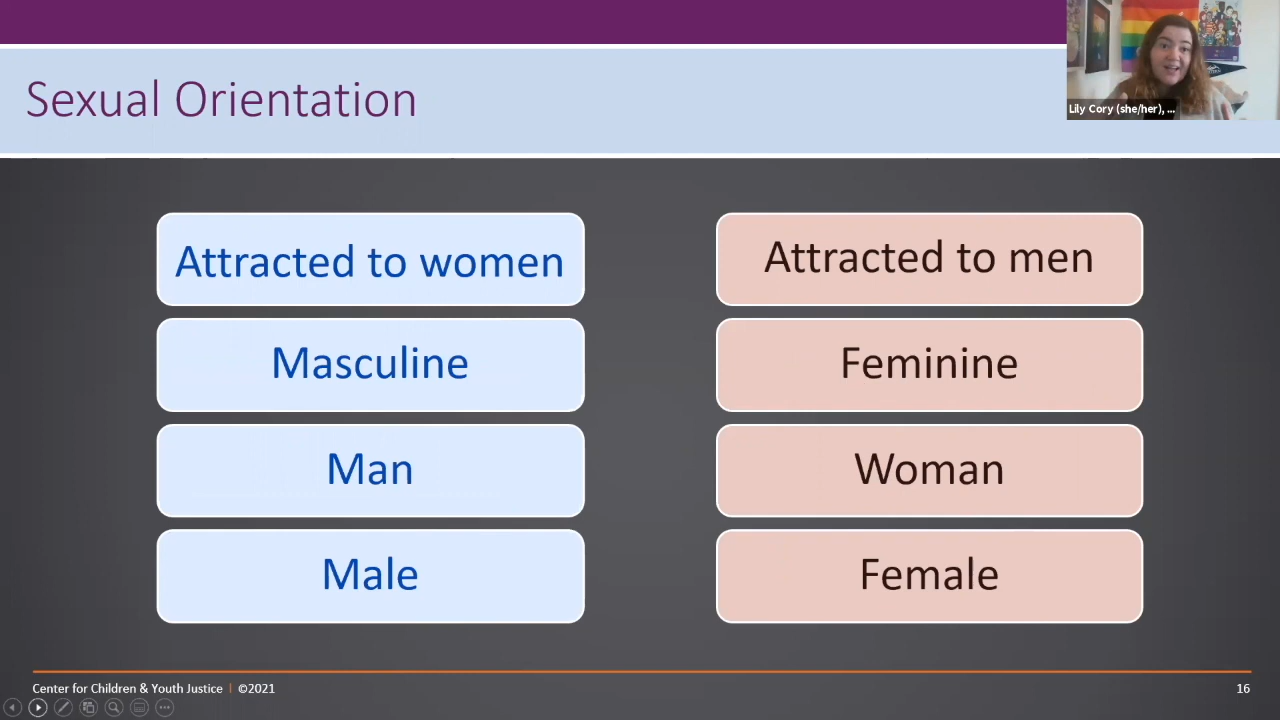 Sexual Orientation
Lily Cory (she/her), ...
Attracted to women
Attracted to men
Masculine
Feminine
Man
Woman
Male
Female
Center for Children & Youth Justice | ©2021
16